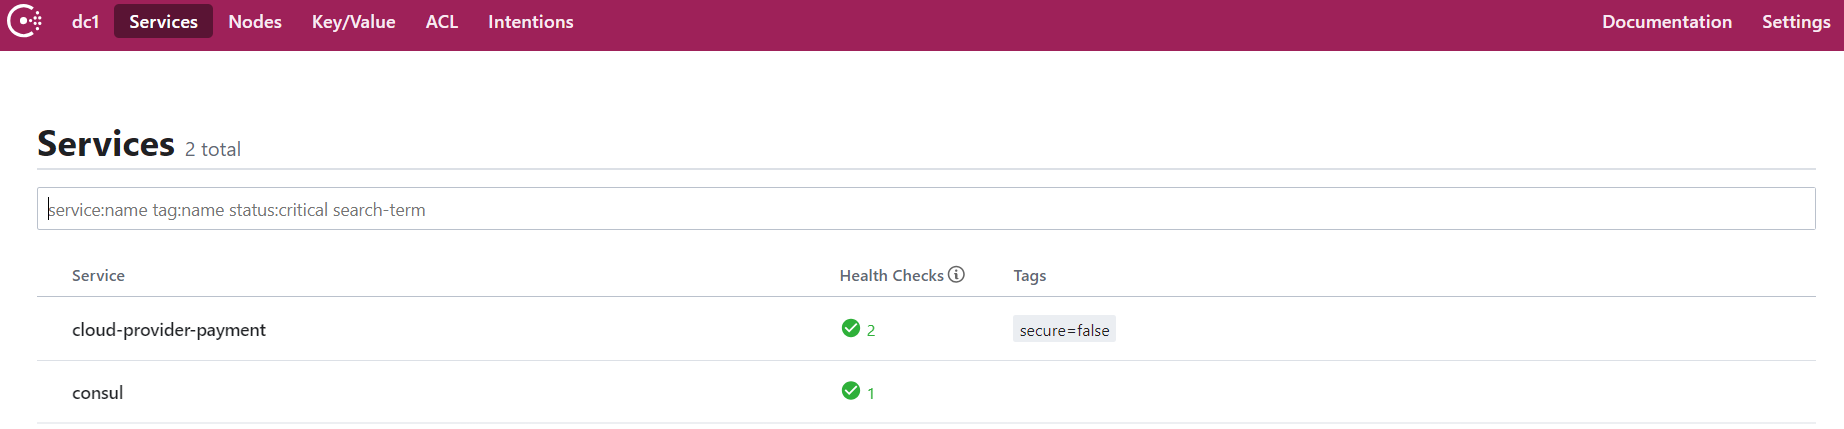 dc1 Services Nodes Key/Value ACL Intentions Documentation Settings
Services 2 total
service:name tag:name status:critical search-term
Service Health Checks Tags
cloud-provider-payment 2 secure=false
consul 1